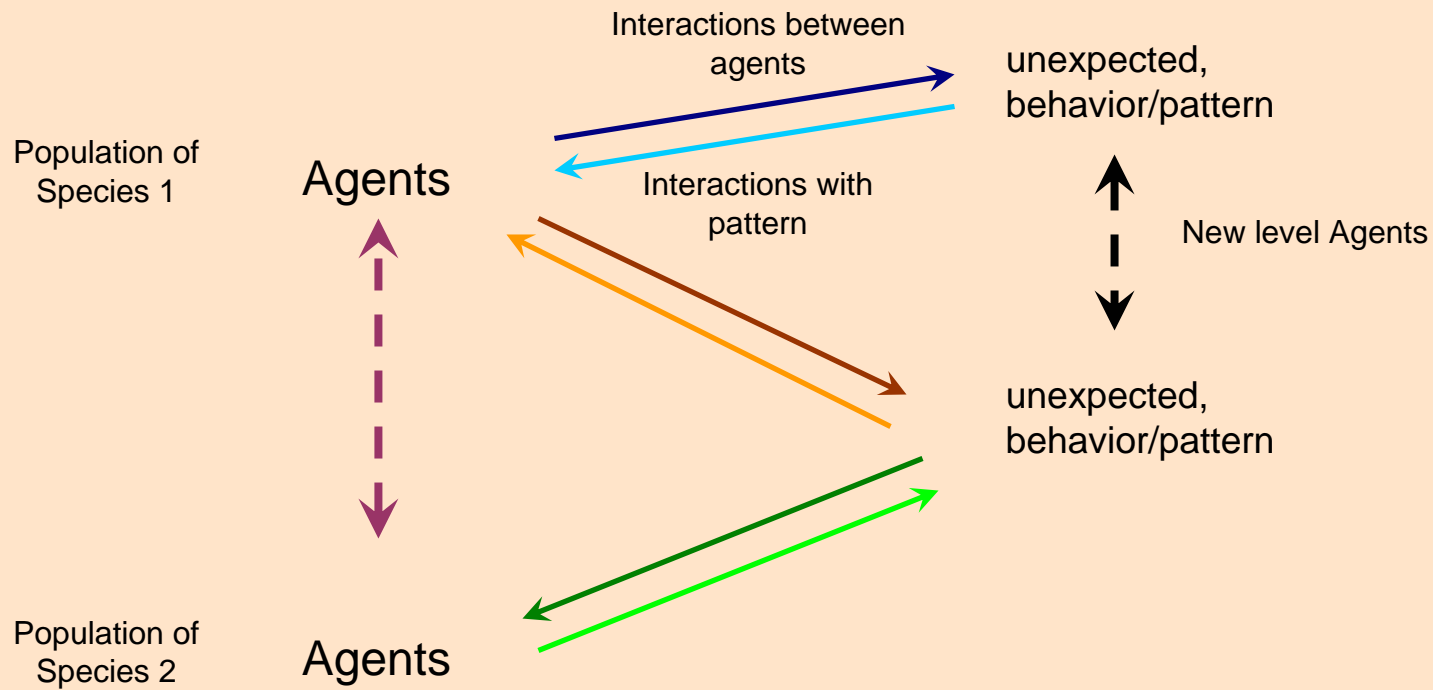 Interactions between
agents
unexpected,
behavior/pattern
Population of
Species 1
Agents
Interactions with
pattern
New level Agents
unexpected,
behavior/pattern
Population of
Species 2
Agents